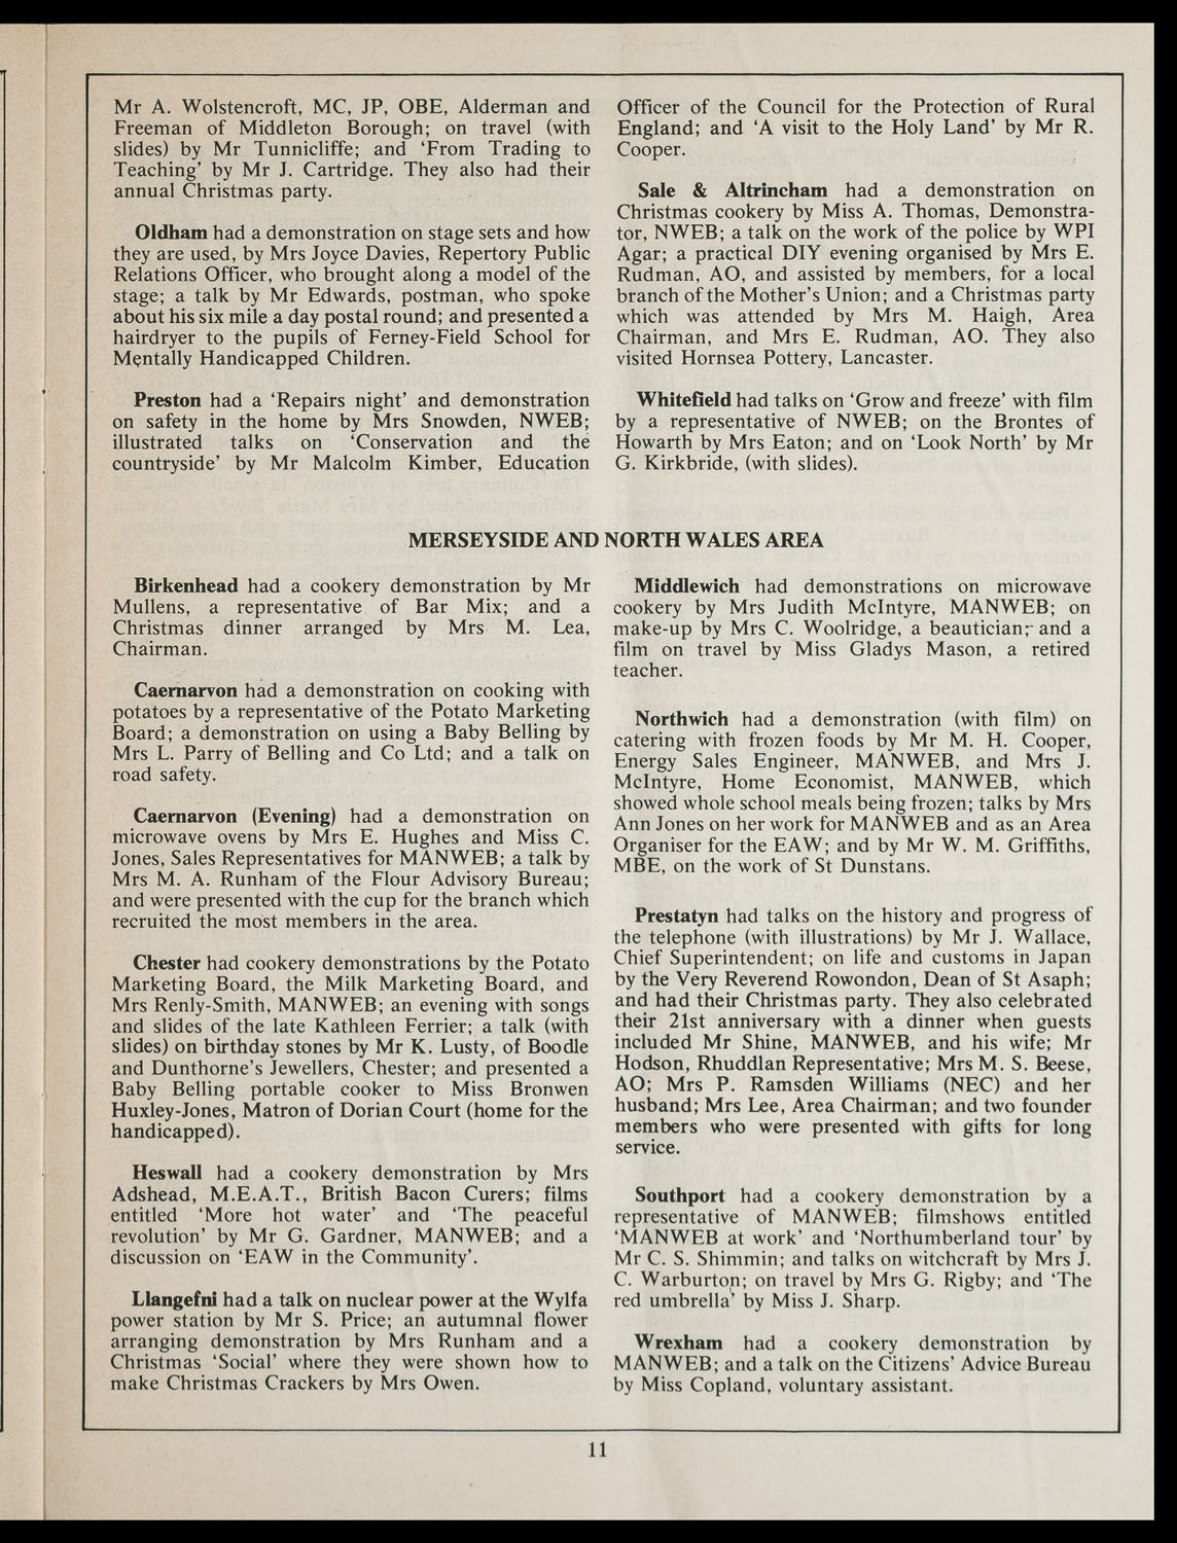 Mr A. Wolstencroft, MC, JP, OBE, Alderman and
Freeman of Middleton Borough; on travel (with
slides) by Mr Tunnicliffe; and ‘From Trading to
Teaching’ by Mr J. Cartridge. They also had their
annual Christmas party.
Oldham had a demonstration on stage sets and how
they are used, by Mrs Joyce Davies, Repertory Public
Relations Officer, who brought along a model of the
stage; a talk by Mr Edwards, postman, who spoke
about his six mile a day postal round; and presented a
hairdryer to the pupils of Ferney-Field School for
Mentally Handicapped Children.
Preston had a ‘Repairs night’ and demonstration
on safety in the home by Mrs Snowden, NWEB;
illustrated talks on ‘Conservation and the
countryside’ by Mr Malcolm Kimber, Education
Officer of the Council for the Protection of Rural
England; and ‘A visit to the Holy Land’ by Mr R.
Cooper.
Sale & Altrincham had a demonstration on
Christmas cookery by Miss A. Thomas, Demonstra-
tor, NWEB; a talk on the work of the police by WPI
Agar; a practical DIY evening organised by Mrs E.
Rudman, AO, and assisted by members, for a local
branch of the Mother’s Union; and a Christmas party
which was attended by Mrs M. Haigh, Area
Chairman, and Mrs E. Rudman, AO. They also
visited Hornsea Pottery, Lancaster.
Whitefield had talks on ‘Grow and freeze’ with film
by a representative of NWEB; on the Brontes of
Howarth by Mrs Eaton; and on ‘Look North’ by Mr
G. Kirkbride, (with slides).
MERSEYSIDE AND NORTH WALES AREA
Birkenhead had a cookery demonstration by Mr
Mullens, a representative of Bar Mix; and a
Christmas dinner arranged by Mrs M. Lea,
Chairman.
Caernarvon had a demonstration on cooking with
potatoes by a representative of the Potato Marketing
Board; a demonstration on using a Baby Belling by
Mrs L. Parry of Belling and Co Ltd; and a talk on
road safety.
Caernarvon (Evening) had a demonstration on
microwave ovens by Mrs E. Hughes and Miss C.
Jones, Sales Representatives for MANWEB; a talk by
Mrs M. A. Runham of the Flour Advisory Bureau;
and were presented with the cup for the branch which
recruited the most members in the area.
Chester had cookery demonstrations by the Potato
Marketing Board, the Milk Marketing Board, and
Mrs Renly-Smith, MANWEB; an evening with songs
and slides of the late Kathleen Ferrier; a talk (with
slides) on birthday stones by Mr K. Lusty, of Boodle
and Dunthorne’s Jewellers, Chester; and presented a
Baby Belling portable cooker to Miss Bronwen
Huxley-Jones, Matron of Dorian Court (home for the
handicapped).
Heswall had a cookery demonstration by Mrs
Adshead, M.E.A.T., British Bacon Curers; films
entitled ‘More hot water’ and ‘The peaceful
revolution’ by Mr G. Gardner, MANWEB; and a
discussion on ‘EAW in the Community’.
Llangefni had a talk on nuclear power at the Wylfa
power station by Mr S. Price; an autumnal flower
arranging demonstration by Mrs Runham and a
Christmas ‘Social’ where they were shown how to
make Christmas Crackers by Mrs Owen.
Middlewich had demonstrations on microwave
cookery by Mrs Judith McIntyre, MANWEB; on
make-up by Mrs C. Woolridge, a beautician; and a
film on travel by Miss Gladys Mason, a retired
teacher.
Northwich had a demonstration (with film) on
catering with frozen foods by Mr M. H. Cooper,
Energy Sales Engineer, MANWEB, and Mrs J.
McIntyre, Home Economist, MANWEB, which
showed whole school meals being frozen; talks by Mrs
Ann Jones on her work for MANWEB and as an Area
Organiser for the EAW; and by Mr W. M. Griffiths,
MBE, on the work of St Dunstans.
Prestatyn had talks on the history and progress of
the telephone (with illustrations) by Mr J. Wallace,
Chief Superintendent; on life and customs in Japan
by the Very Reverend Rowondon, Dean of St Asaph;
and had their Christmas party. They also celebrated
their 21st anniversary with a dinner when guests
included Mr Shine, MANWEB, and his wife; Mr
Hodson, Rhuddlan Representative; Mrs M. S. Beese,
AO; Mrs P. Ramsden Williams (NEC) and her
husband; Mrs Lee, Area Chairman; and two founder
members who were presented with gifts for long
service.
Southport had a cookery demonstration by a
representative of MANWEB; filmshows entitled
‘MANWEB at work’ and ‘Northumberland tour’ by
Mr C. S. Shimmin; and talks on witchcraft by Mrs J.
C. Warburton; on travel by Mrs G. Rigby; and ‘The
red umbrella’ by Miss J. Sharp.
Wrexham had a cookery demonstration by
MANWEB; and a talk on the Citizens’ Advice Bureau
by Miss Copland, voluntary assistant.
11